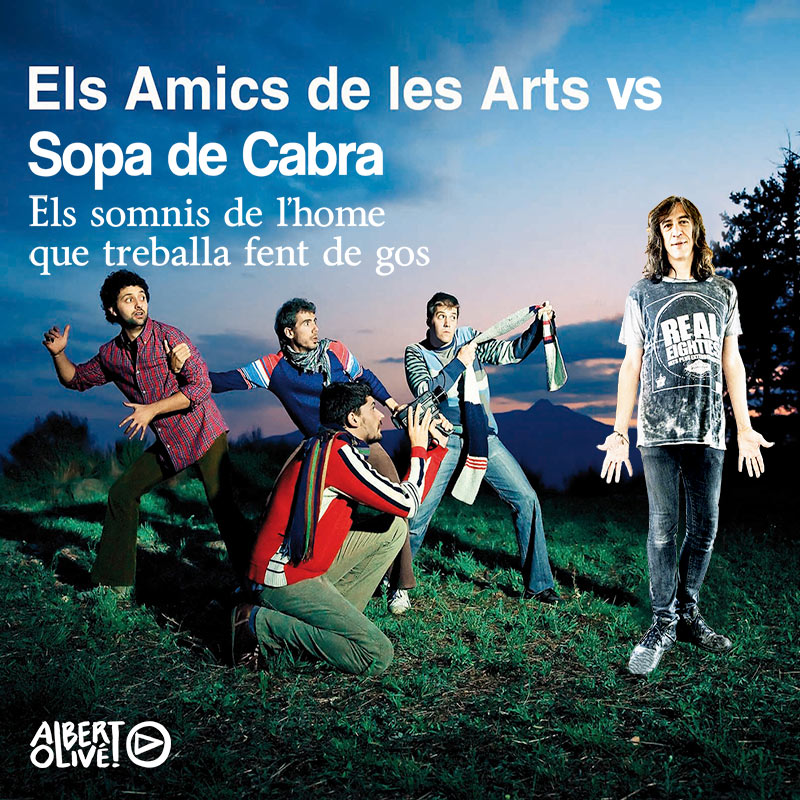 Els Amics de les Arts vs
Sopa de Cabra
Els somnis de l'home
que treballa fent de gos
REAL
EIGHTIES
ALBERT
OLIVÉ!